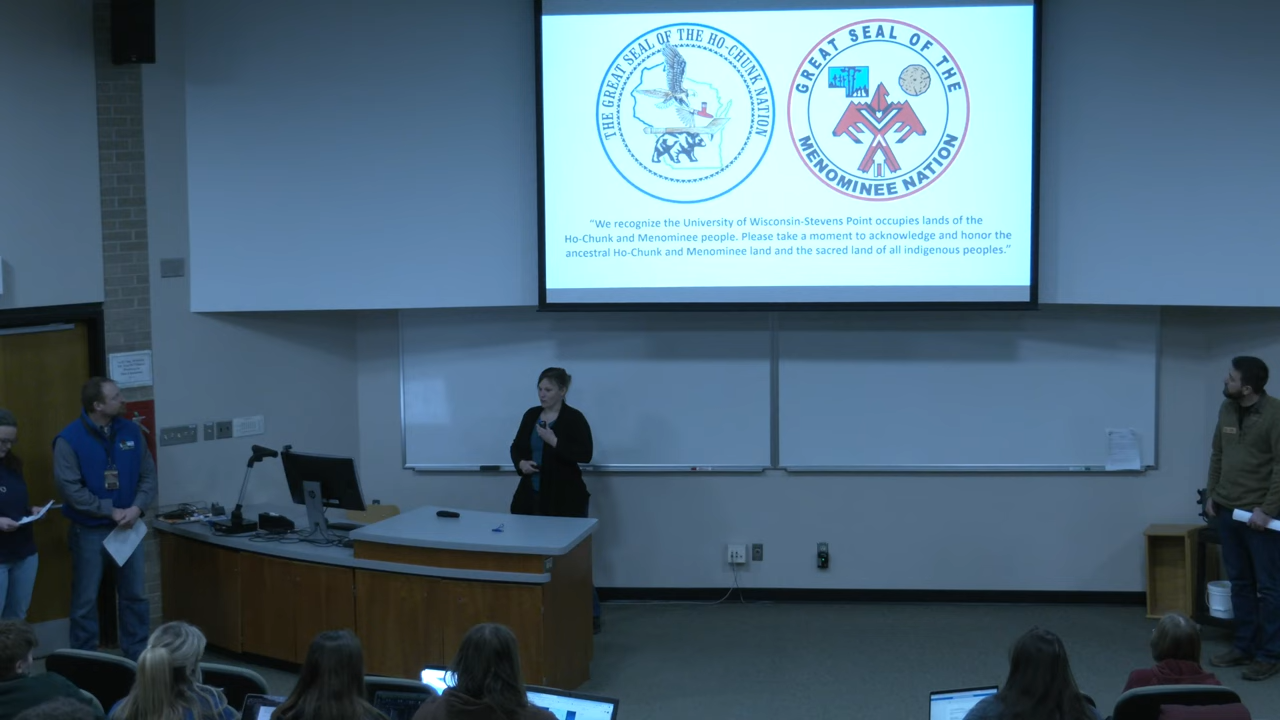 THE GREAT SEAL OF THE HO-CHUNK NATION
GREAT SEAL OF THE
MENOMINEE NATION
"We recognize the University of Wisconsin-Stevens Point occupies lands of the
Ho-Chunk and Menominee people. Please take a moment to acknowledge and honor the
ancestral Ho-Chunk and Menominee land and the sacred land of all indigenous peoples."